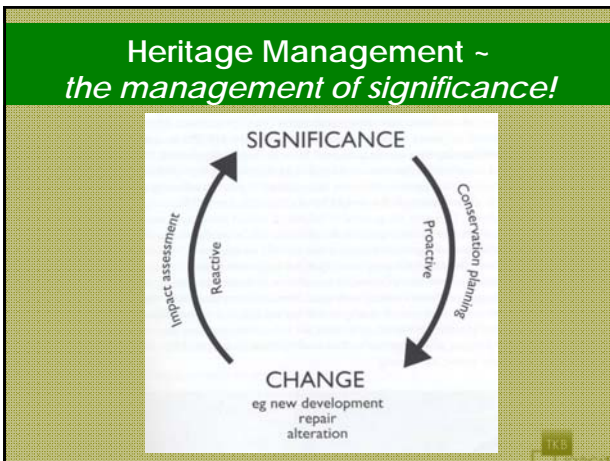 Heritage Management ~
the management of significance!
SIGNIFICANCE
Impact assessment
Reactive
Proactive
Conservation planning
CHANGE
eg new development
repair
alteration
TKB